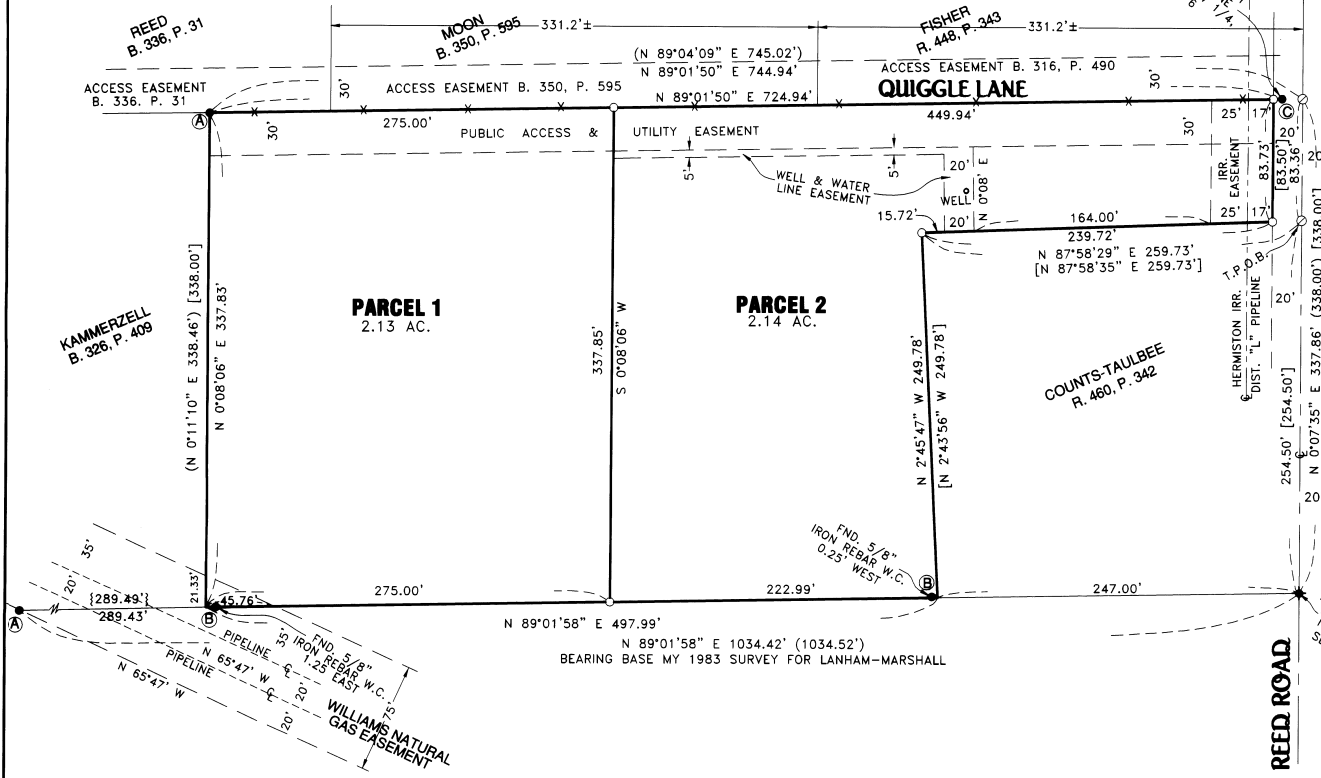 REED
B. 336, P. 31
MOON
B. 350, P. 595
331.2'±
FISHER
R. 448, P. 343
331.2'±
1/4,
(N 89°04'09" E 745.02')
N 89°01'50" E 744.94'
ACCESS EASEMENT
B. 336. P. 31
30'
ACCESS EASEMENT B. 350, P. 595
ACCESS EASEMENT B. 316, P. 490
30'
N 89°01'50" E 724.94'
QUIGGLE LANE
A
275.00'
449.94'
25'
17'
C
30'
PUBLIC ACCESS & UTILITY EASEMENT
30'
20'
IRR.
EASEMENT
83.73'
[83.50']
83.36'
20'
5'
5'
WELL & WATER
LINE EASEMENT
20'
WELL
20'
N 0°08' E
15.72'
164.00'
25'
17'
239.72'
N 87°58'29" E 259.73'
[N 87°58'35" E 259.73']
T.P.O.B.
KAMMERZELL
B. 326, P. 409
(N 0°11'10" E 338.46') [338.00']
N 0°08'06" E 337.83'
PARCEL 1
2.13 AC.
337.85'
S 0°08'06" W
PARCEL 2
2.14 AC.
N 2°45'47" W 249.78'
[N 2°43'56" W 249.78']
COUNTS-TAULBEE
R. 460, P. 342
HERMISTON IRR.
DIST. "L" PIPELINE
20'
254.50' [254.50']
N 0°07'35" E 337.86' (338.00') [338.00']
20
FND. 5/8"
IRON REBAR W.C.
0.25' WEST
B
35'
20'
{289.49'}
289.43'
A
21.33'
45.76'
B
275.00'
222.99'
247.00'
N 89°01'58" E 497.99'
N 89°01'58" E 1034.42' (1034.52')
BEARING BASE MY 1983 SURVEY FOR LANHAM-MARSHALL
FND. 5/8"
IRON REBAR W.C.
1.25' EAST
35'
PIPELINE
N 65°47' W
PIPELINE
N 65°47' W
20'
20'
75'
WILLIAMS NATURAL
GAS EASEMENT
REED ROAD